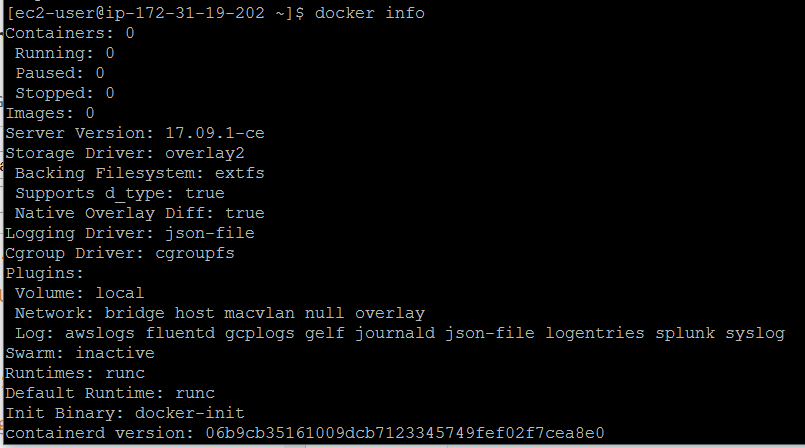 [ec2-user@ip-172-31-19-202 ~]$ docker info
Containers: 0
 Running: 0
 Paused: 0
 Stopped: 0
Images: 0
Server Version: 17.09.1-ce
Storage Driver: overlay2
 Backing Filesystem: extfs
 Supports d_type: true
 Native Overlay Diff: true
Logging Driver: json-file
Cgroup Driver: cgroupfs
Plugins:
 Volume: local
 Network: bridge host macvlan null overlay
 Log: awslogs fluentd gcplogs gelf journald json-file logentries splunk syslog
Swarm: inactive
Runtimes: runc
Default Runtime: runc
Init Binary: docker-init
containerd version: 06b9cb35161009dcb7123345749fef02f7cea8e0